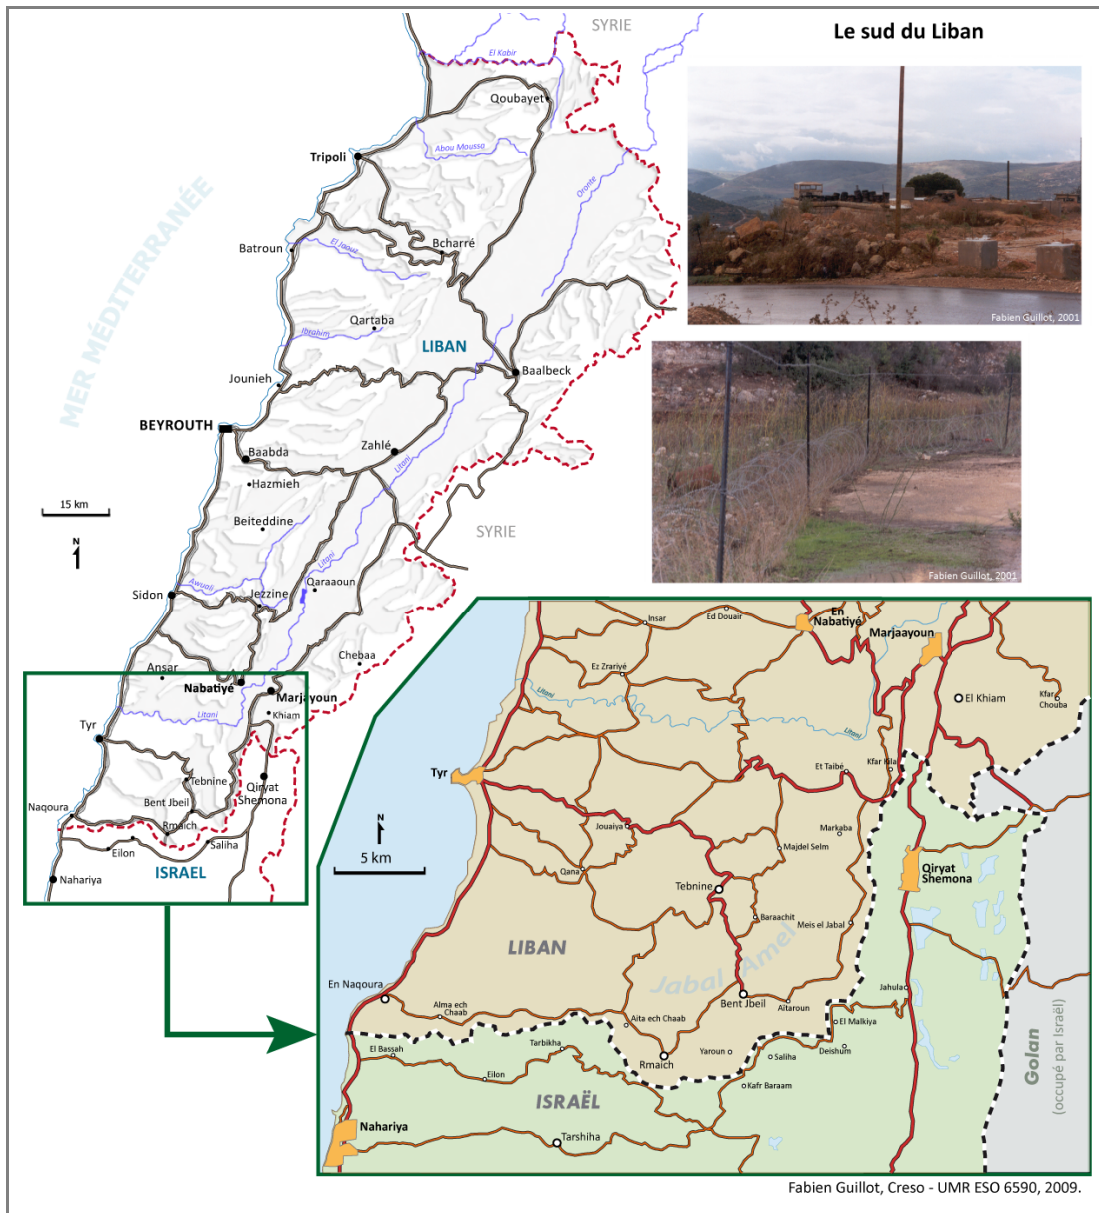 Le sud du Liban
SYRIE
El Kabir
Qoubayet
Abou Moussa
Tripoli
Oronte
MER MÉDITERRANÉE
Batroun
El Jaouz
Bcharré
Qartaba
Ibrahim
LIBAN
Jounieh
Baalbeck
BEYROUTH
Baabda
Zahlé
Litani
Hazmieh
15 km
Beiteddine
SYRIE
N
Litani
Awuali
Qaraaoun
Sidon
Jezzine
Chebaa
Ansar
Nabatiyé
Marjayoun
Litani
Khiam
Tyr
Tebnine
Qiryat
Shemona
Bent Jbeil
Naqoura
Rmaich
Eilon
Saliha
ISRAEL
Nahariya
Fabien Guillot, 2001
Fabien Guillot, 2001
Insar
Ed Douair
En
Nabatiyé
Marjaayoun
Ez Zrariyé
Litani
El Khiam
Kfar
Chouba
Litani
Tyr
Et Taibé
Kfar Kila
N
5 km
Jouaiya
Markaba
Majdel Selm
Qana
Tebnine
Qiryat
Shemona
Baraachit
Meis el Jabal
LIBAN
Jabal Amel
En Naqoura
Bent Jbeil
Jahula
Alma ech
Chaab
Aïtaroun
Aita ech Chaab
El Malkiya
El Bassah
Tarbikha
Rmaich
Yaroun
Saliha
Deishum
Eilon
Kafr Baraam
ISRAËL
Golan
(occupé par Israël)
Nahariya
Tarshiha
Fabien Guillot, Creso - UMR ESO 6590, 2009.